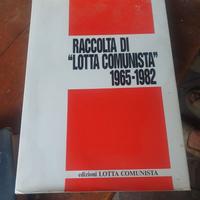 RACCOLTA DI
"LOTTA COMUNISTA"
1965-1982
edizioni LOTTA COMUNISTA